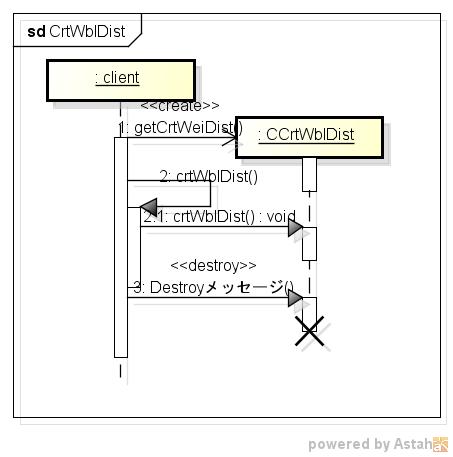 sd CrtWblDist
: client
<<create>>
1: getCrtWeiDist()
: CCrtWblDist
2: crtWblDist()
2.1: crtWblDist() : void
<<destroy>>
3: Destroyメッセージ()
powered by Astah